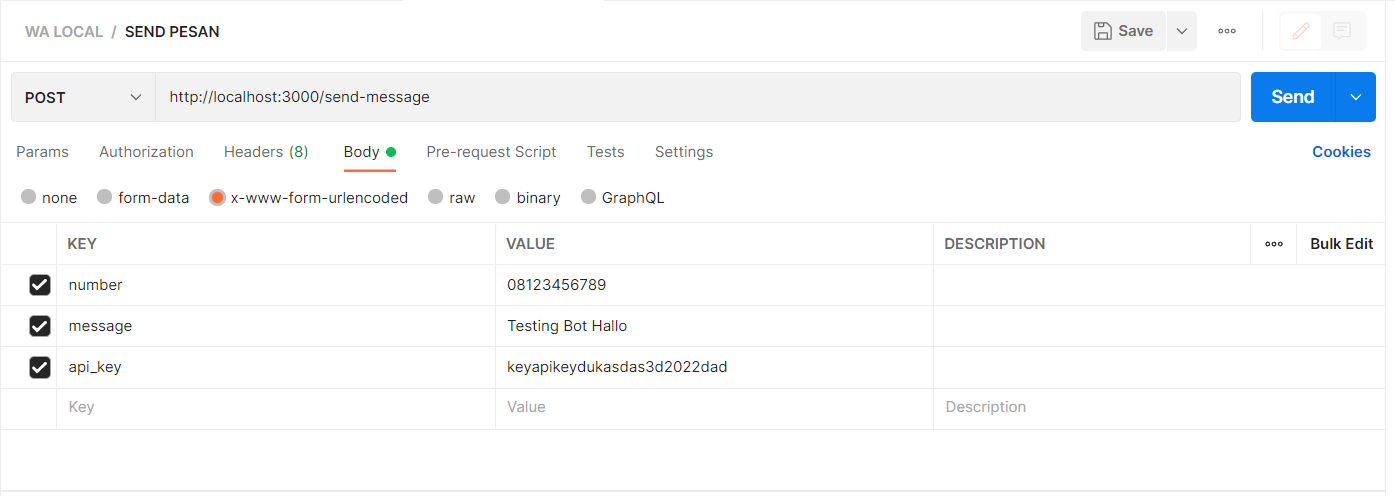 WA LOCAL / SEND PESAN Save
POST http://localhost:3000/send-message Send
Params Authorization Headers (8) Body Pre-request Script Tests Settings Cookies
none form-data x-www-form-urlencoded raw binary GraphQL
KEY VALUE DESCRIPTION Bulk Edit
number 08123456789
message Testing Bot Hallo
api_key keyapikeydukasdas3d2022dad
Key Value Description